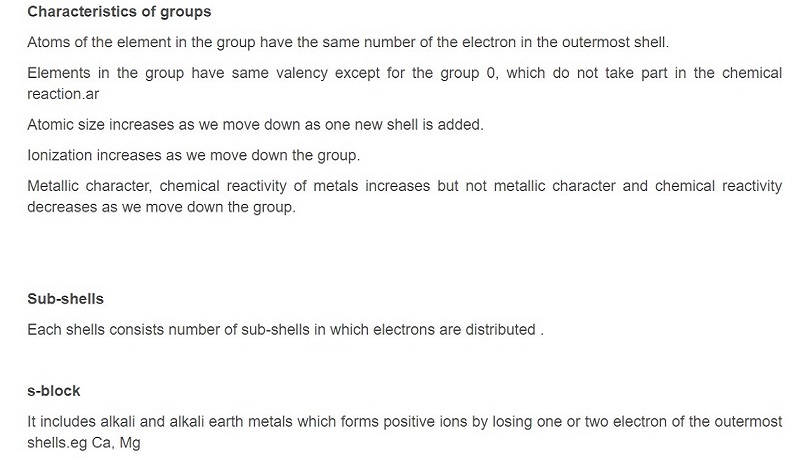 Characteristics of groups
Atoms of the element in the group have the same number of the electron in the outermost shell.
Elements in the group have same valency except for the group 0, which do not take part in the chemical
reaction.ar
Atomic size increases as we move down as one new shell is added.
Ionization increases as we move down the group.
Metallic character, chemical reactivity of metals increases but not metallic character and chemical reactivity
decreases as we move down the group.
Sub-shells
Each shells consists number of sub-shells in which electrons are distributed .
s-block
It includes alkali and alkali earth metals which forms positive ions by losing one or two electron of the outermost
shells.eg Ca, Mg